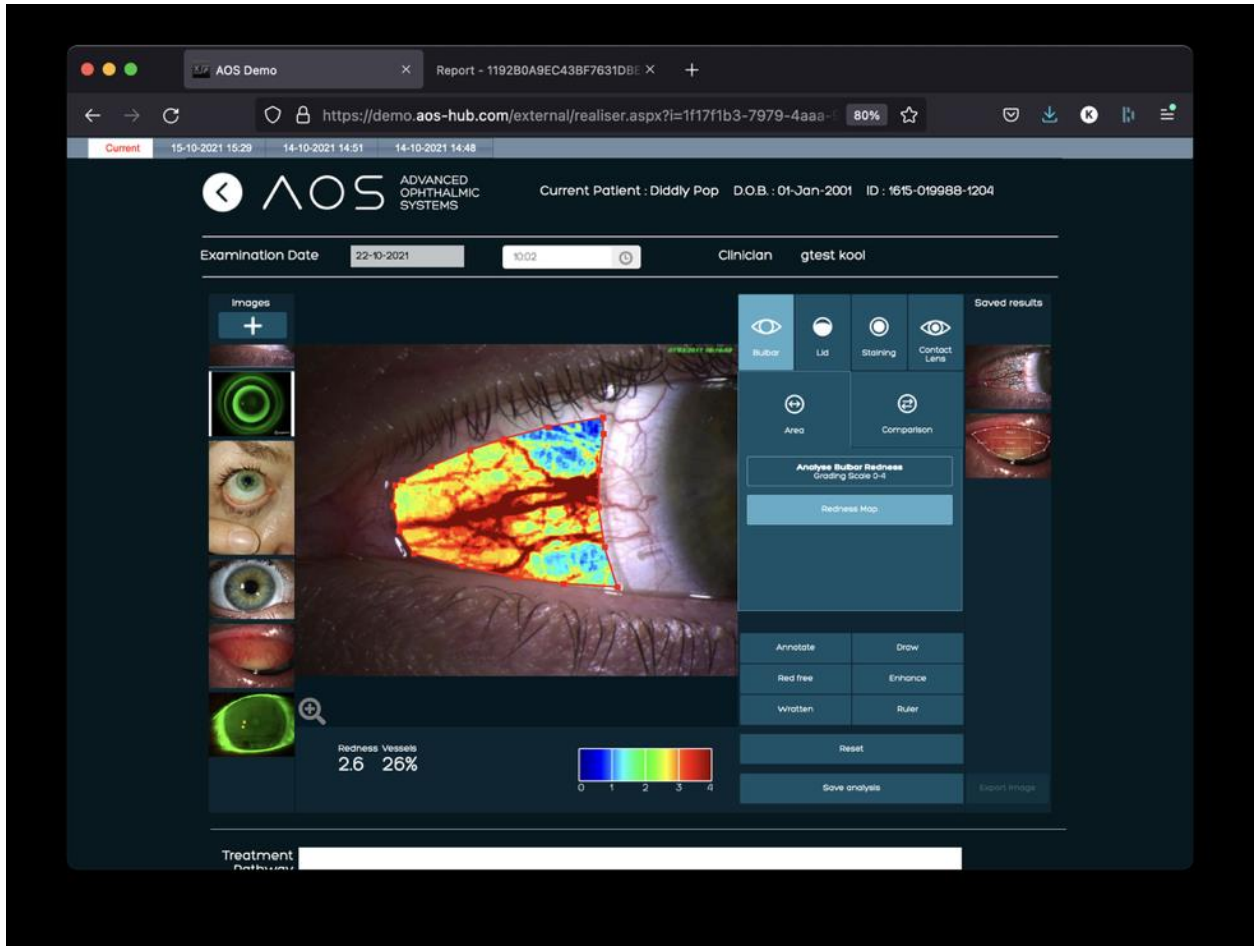 AOS Demo
Report - 1192B0A9EC43BF7631DBE
https://demo.aos-hub.com/external/realiser.aspx?i=1f17f1b3-7979-4aaa-
80%
K
Current 15-10-2021 15:29 14-10-2021 14:51 14-10-2021 14:48
AOS
ADVANCED
OPHTHALMIC
SYSTEMS
Current Patient : Diddly Pop D.O.B. : 01-Jan-2001 ID : 1615-019988-1204
Examination Date 22-10-2021 10:02 Clinician gtest kool
Images
Bulbar
Lid
Staining
Contact
Lens
Saved results
Area
Comparison
Analyse Bulbar Redness
Grading Scale 0-4
Redness Map
Annotate Draw
Red free Enhance
Wratten Ruler
Reset
Save analysis
Export Image
Redness Vessels
2.6 26%
0 1 2 3 4
Treatment
Pathway